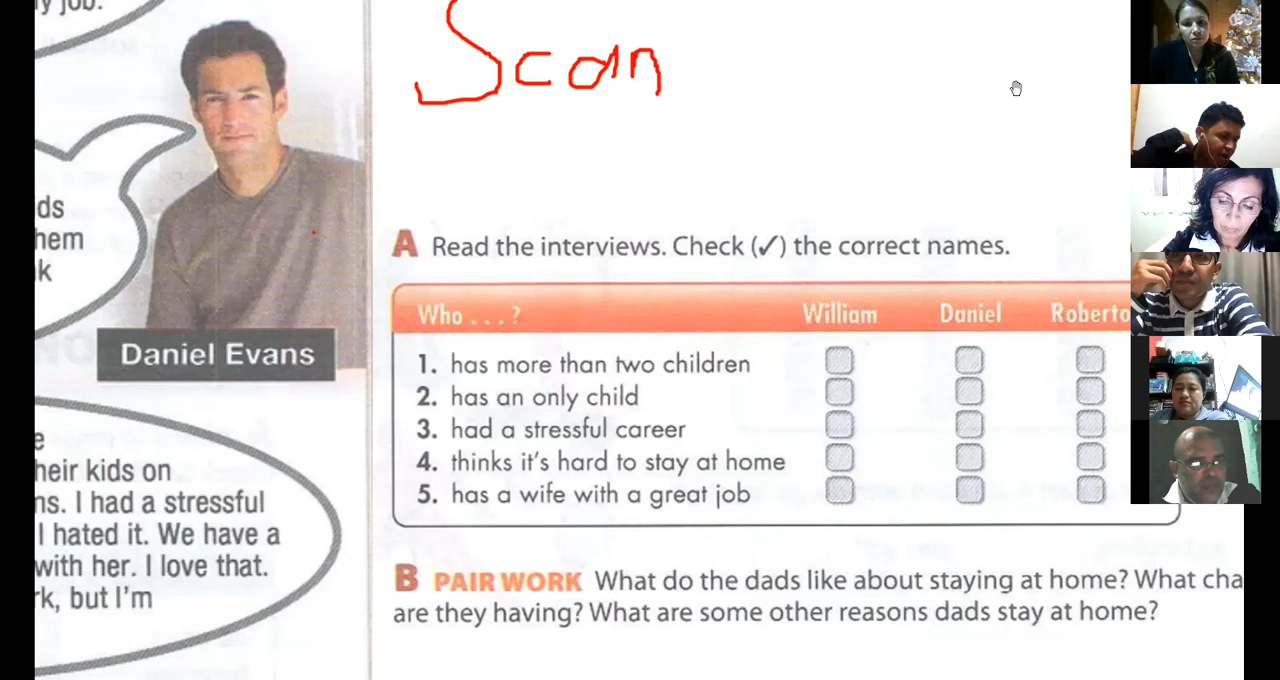 y job.
Scan
ds
hem
k
Daniel Evans
A Read the interviews. Check (✓) the correct names.
Who . . . ? William Daniel Roberto
1. has more than two children
2. has an only child
3. had a stressful career
4. thinks it's hard to stay at home
5. has a wife with a great job
e
heir kids on
ns. I had a stressful
I hated it. We have a
with her. I love that.
rk, but I'm
B PAIR WORK What do the dads like about staying at home? What cha
are they having? What are some other reasons dads stay at home?